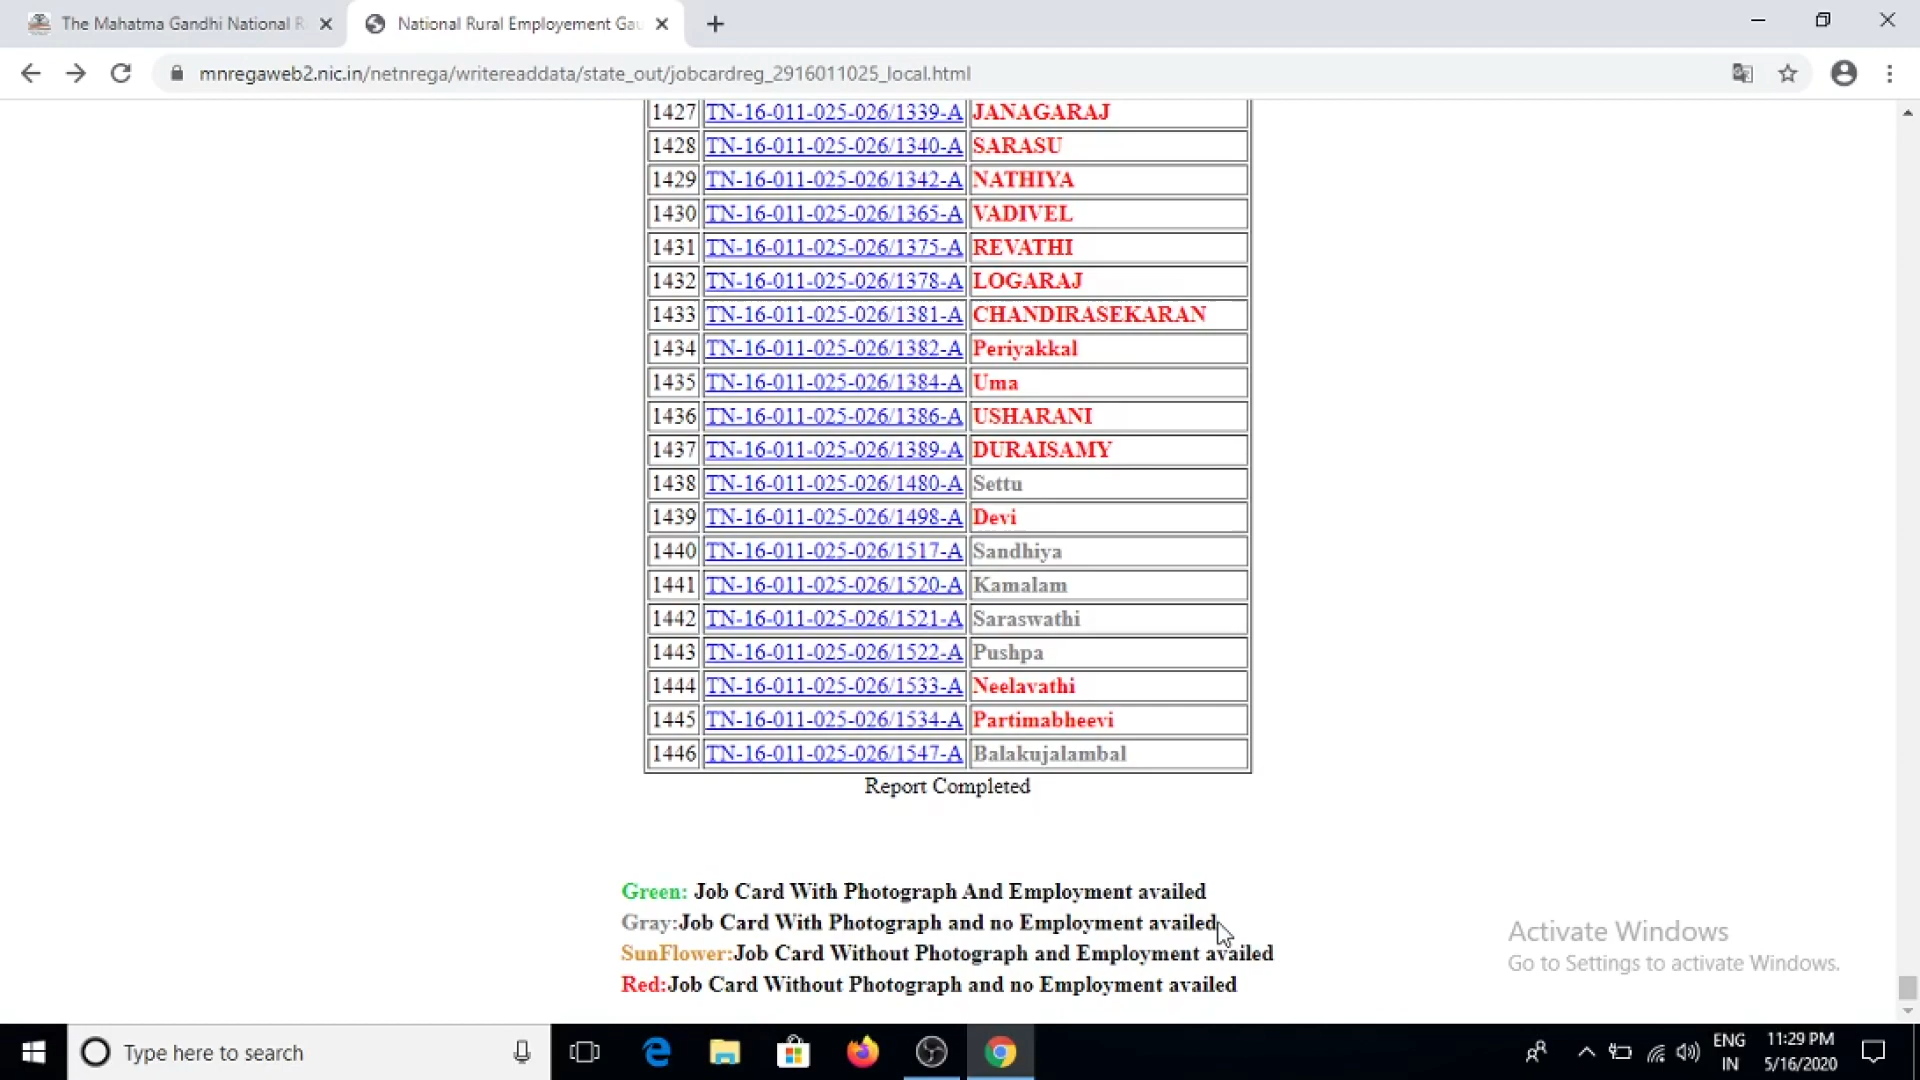 The Mahatma Gandhi National R
National Rural Employement Gau
mnregaweb2.nic.in/netnrega/writereaddata/state_out/jobcardreg_2916011025_local.html
1427 TN-16-011-025-026/1339-A JANAGARAJ
1428 TN-16-011-025-026/1340-A SARASU
1429 TN-16-011-025-026/1342-A NATHIYA
1430 TN-16-011-025-026/1365-A VADIVEL
1431 TN-16-011-025-026/1375-A REVATHI
1432 TN-16-011-025-026/1378-A LOGARAJ
1433 TN-16-011-025-026/1381-A CHANDIRASEKARAN
1434 TN-16-011-025-026/1382-A Periyakkal
1435 TN-16-011-025-026/1384-A Uma
1436 TN-16-011-025-026/1386-A USHARANI
1437 TN-16-011-025-026/1389-A DURAISAMY
1438 TN-16-011-025-026/1480-A Settu
1439 TN-16-011-025-026/1498-A Devi
1440 TN-16-011-025-026/1517-A Sandhiya
1441 TN-16-011-025-026/1520-A Kamalam
1442 TN-16-011-025-026/1521-A Saraswathi
1443 TN-16-011-025-026/1522-A Pushpa
1444 TN-16-011-025-026/1533-A Neelavathi
1445 TN-16-011-025-026/1534-A Partimabheevi
1446 TN-16-011-025-026/1547-A Balakujalambal
Report Completed
Green: Job Card With Photograph And Employment availed
Gray:Job Card With Photograph and no Employment availed
SunFlower:Job Card Without Photograph and Employment availed
Red:Job Card Without Photograph and no Employment availed
Activate Windows
Go to Settings to activate Windows.
Type here to search
ENG
IN
11:29 PM
5/16/2020